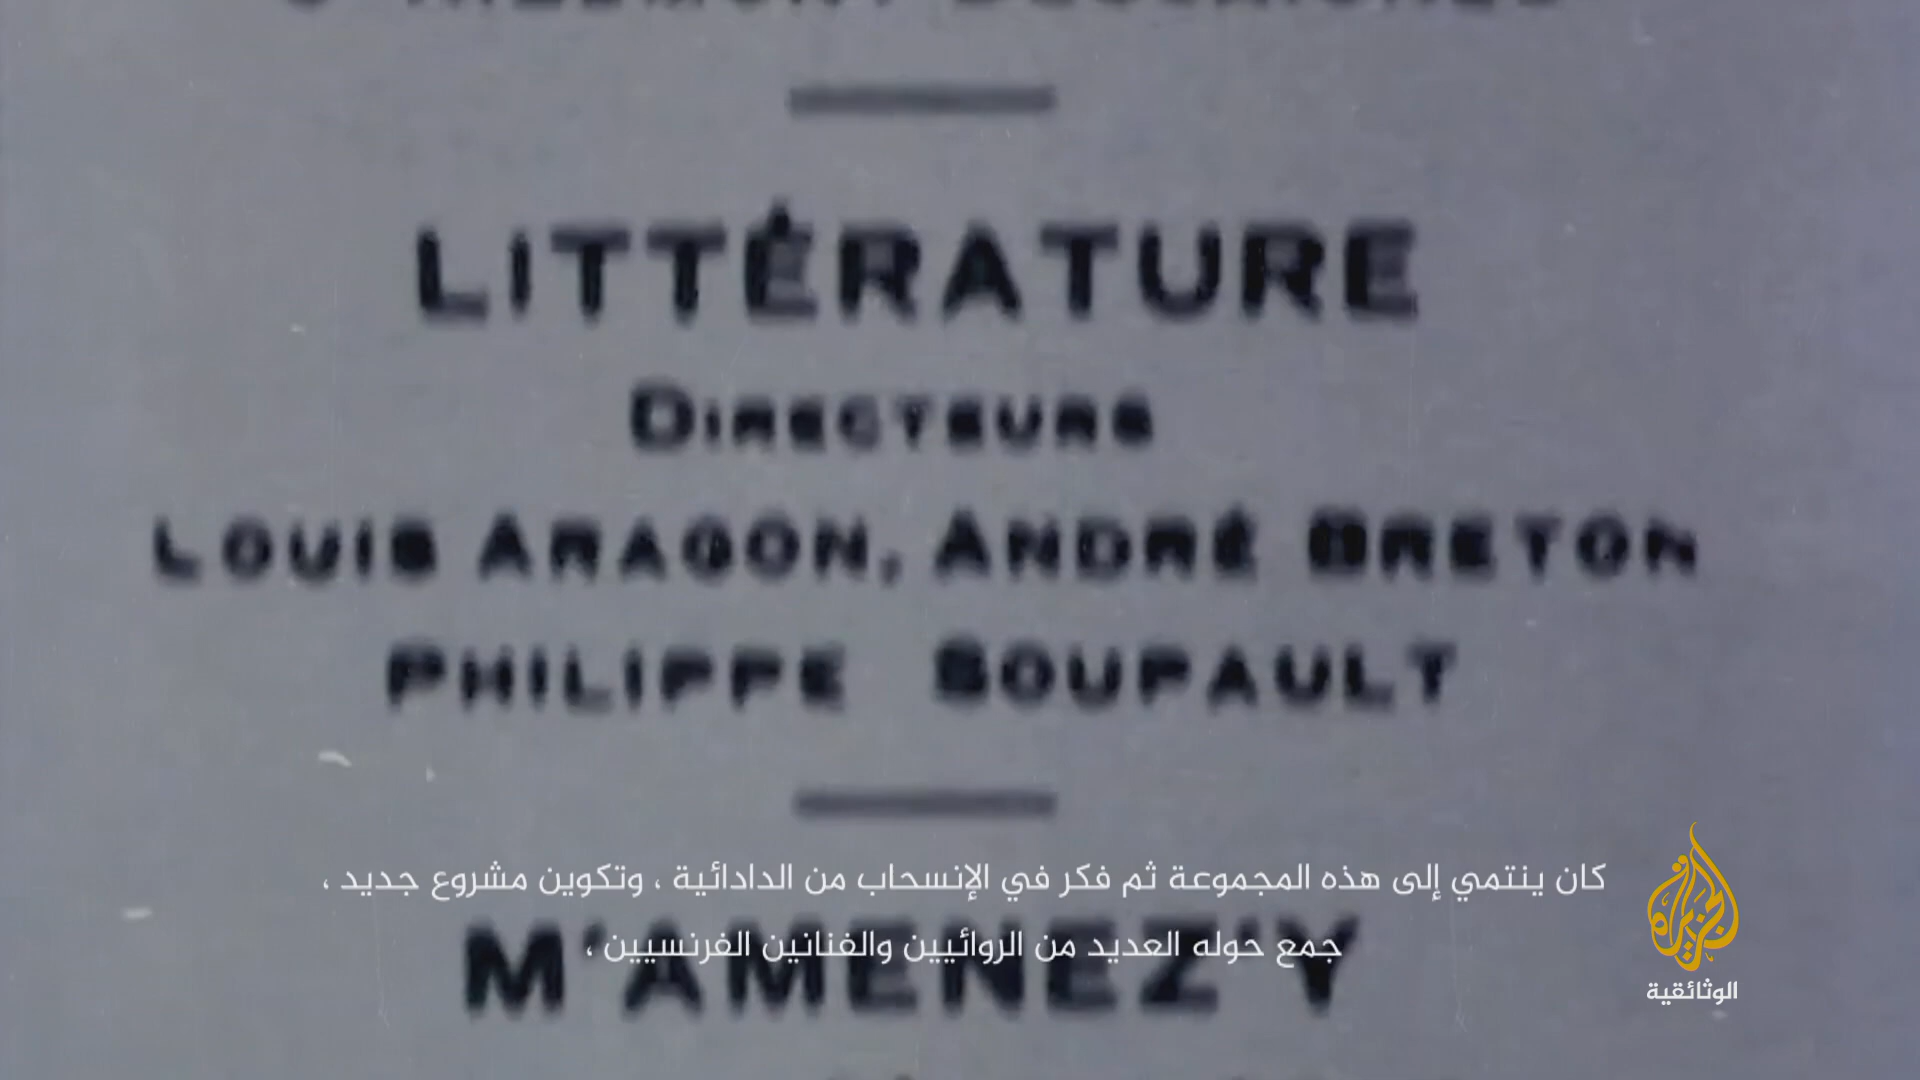 LITTÉRATURE
DIRECTEURS
LOUIS ARAGON, ANDRÉ BRETON
PHILIPPE SOUPAULT
كان ينتمي إلى هذه المجموعة ثم فكر في الإنسحاب من الدادائية ، وتكوين مشروع جديد ،
جمع حوله العديد من الروائيين والفنانين الفرنسيين ،
M'AMENEZ'Y
الجزيرة
الوثائقية